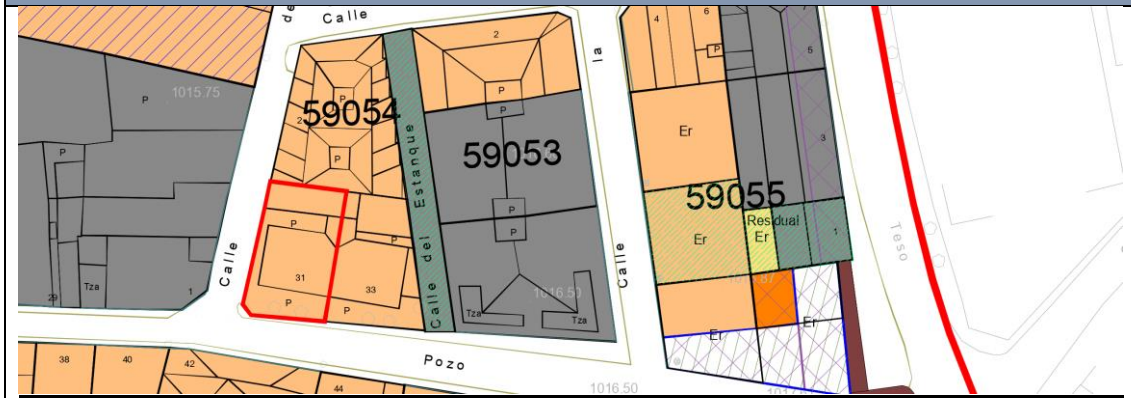 de
Calle
la
2
4
6
P
5
P
1015.75
P
2
P
P
P
59054
59053
Er
3
P
Calle del Estanque
59055
Residual
Er
Er
1
P
P
P
Teso
31
33
Calle
Calle
Tza
29
1
P
P
1016.50
Tza
Tza
Er
Er
Pozo
38
40
42
44
1016.50